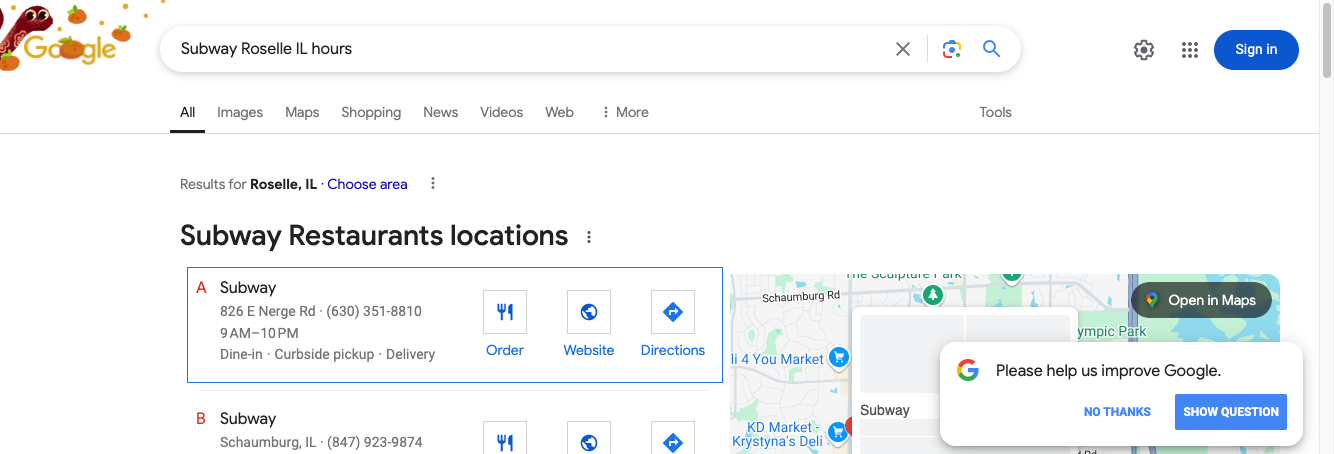 Google
Subway Roselle IL hours
Sign in
All Images Maps Shopping News Videos Web More Tools
Results for Roselle, IL · Choose area
Subway Restaurants locations
A Subway
826 E Nerge Rd · (630) 351-8810
9 AM–10 PM
Dine-in · Curbside pickup · Delivery
Order Website Directions
B Subway
Schaumburg, IL · (847) 923-9874
The Sculpture Park
Schaumburg Rd
Open in Maps
ympic Park
li 4 You Market
Subway
KD Market -
Krystyna's Deli
Please help us improve Google.
NO THANKS SHOW QUESTION
Rd